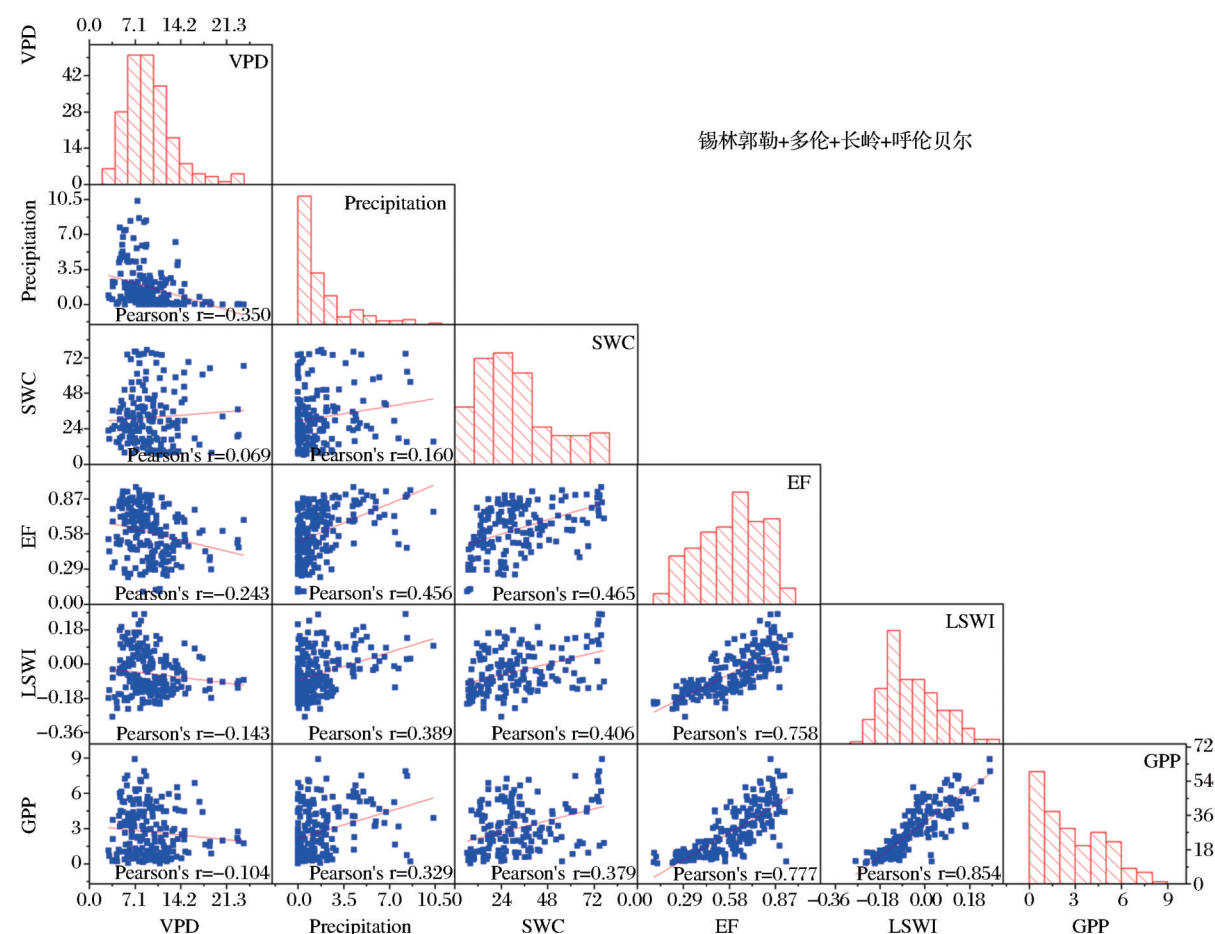 0.0 7.1 14.2 21.3
VPD
VPD
42
28
14
0
锡林郭勒+多伦+长岭+呼伦贝尔
Precipitation
10.5
7.0
3.5
0.0
Pearson's r=−0.350
Precipitation
SWC
72
48
24
0
Pearson's r=0.069
Pearson's r=0.160
SWC
EF
0.87
0.58
0.29
0.00
Pearson's r=−0.243
Pearson's r=0.456
Pearson's r=0.465
EF
LSWI
0.18
0.00
−0.18
−0.36
Pearson's r=−0.143
Pearson's r=0.389
Pearson's r=0.406
Pearson's r=0.758
LSWI
GPP
9
6
3
0
Pearson's r=−0.104
Pearson's r=0.329
Pearson's r=0.379
Pearson's r=0.777
Pearson's r=0.854
GPP
72
54
36
18
0
0.0 7.1 14.2 21.3 0.0 3.5 7.0 10.50 24 48 72 0.00 0.29 0.58 0.87 −0.36 −0.18 0.00 0.18 0 3 6 9
VPD Precipitation SWC EF LSWI GPP